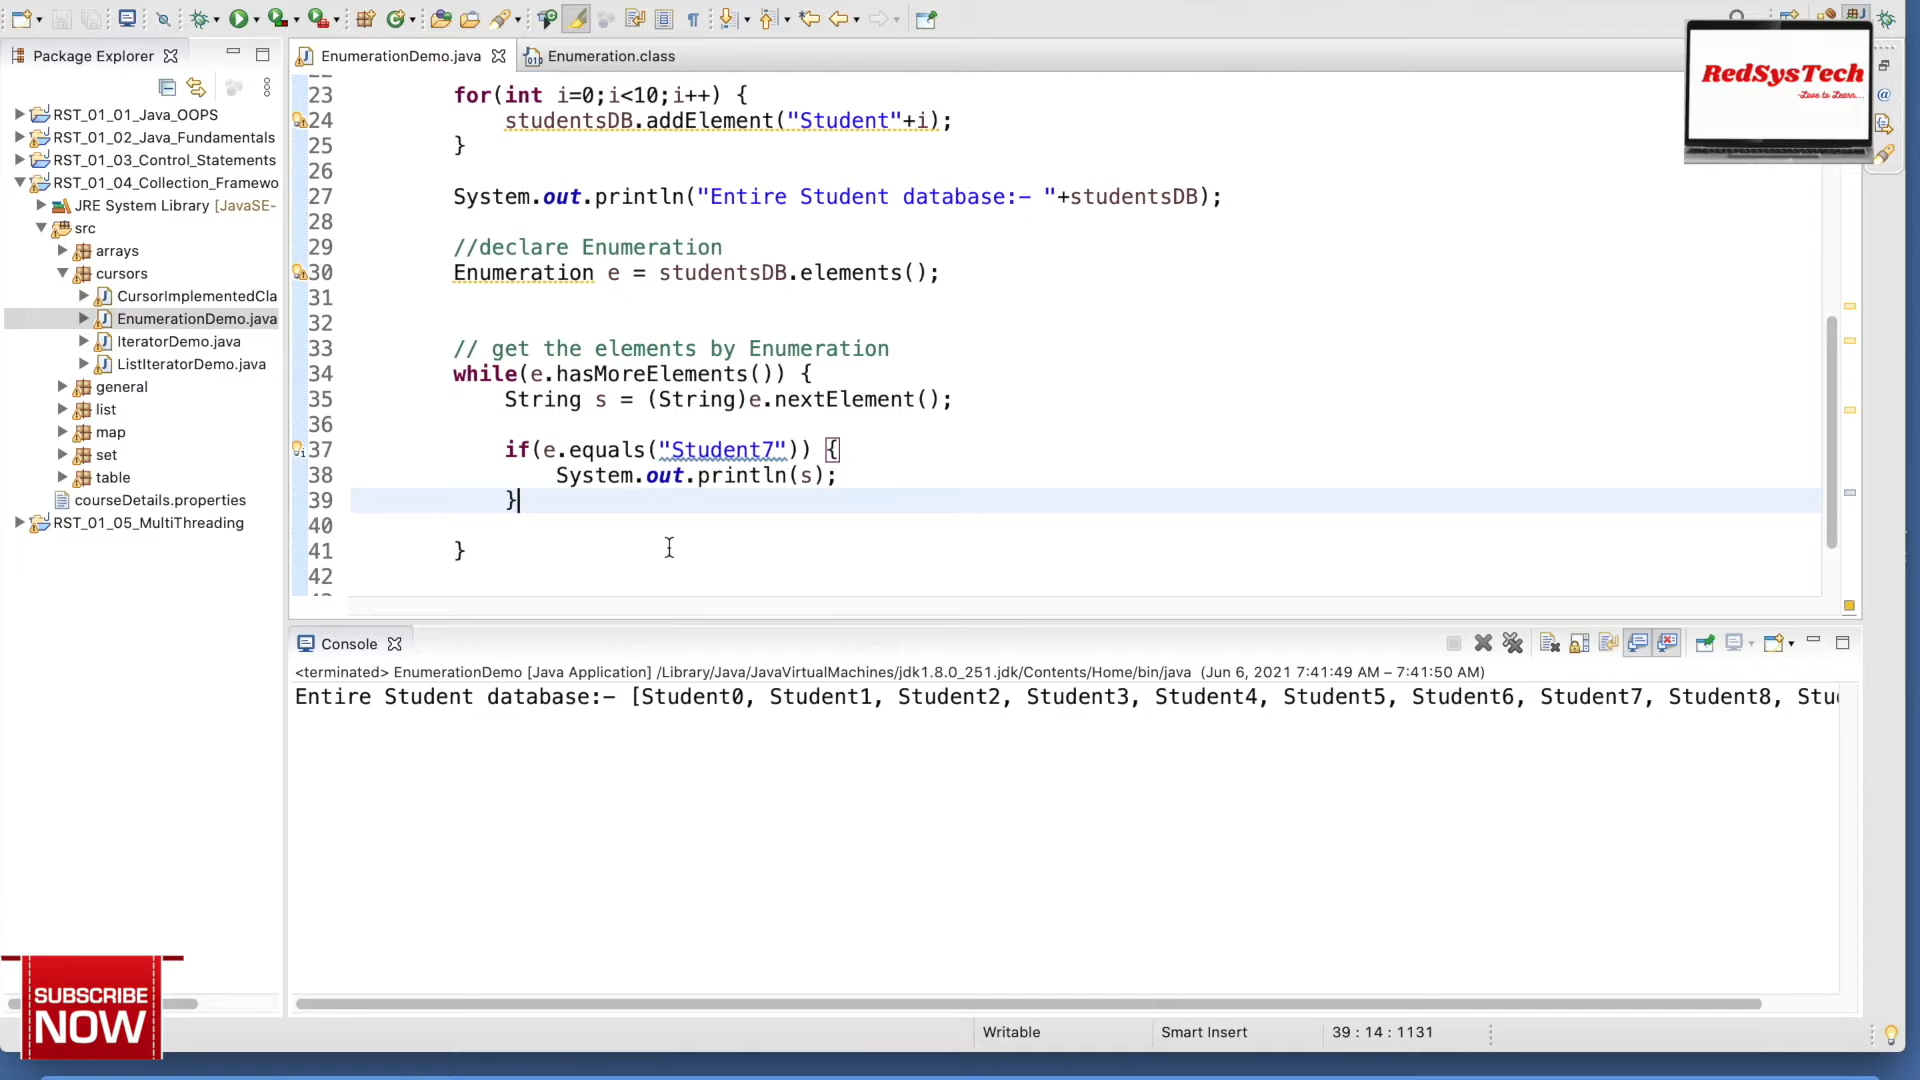 RedSysTech
-Love to Learn...
Package Explorer
EnumerationDemo.java
Enumeration.class
RST_01_01_Java_OOPS
RST_01_02_Java_Fundamentals
RST_01_03_Control_Statements
RST_01_04_Collection_Framewo
JRE System Library [JavaSE-
src
arrays
cursors
CursorImplementedCla
EnumerationDemo.java
IteratorDemo.java
ListIteratorDemo.java
general
list
map
set
table
courseDetails.properties
RST_01_05_MultiThreading
23 for(int i=0;i<10;i++) {
24 studentsDB.addElement("Student"+i);
25 }
26
27 System.out.println("Entire Student database:- "+studentsDB);
28
29 //declare Enumeration
30 Enumeration e = studentsDB.elements();
31
32
33 // get the elements by Enumeration
34 while(e.hasMoreElements()) {
35 String s = (String)e.nextElement();
36
37 if(e.equals("Student7")) {
38 System.out.println(s);
39 }
40
41 }
42
Console
<terminated> EnumerationDemo [Java Application] /Library/Java/JavaVirtualMachines/jdk1.8.0_251.jdk/Contents/Home/bin/java (Jun 6, 2021 7:41:49 AM – 7:41:50 AM)
Entire Student database:- [Student0, Student1, Student2, Student3, Student4, Student5, Student6, Student7, Student8, Stu
SUBSCRIBE
NOW
Writable
Smart Insert
39 : 14 : 1131